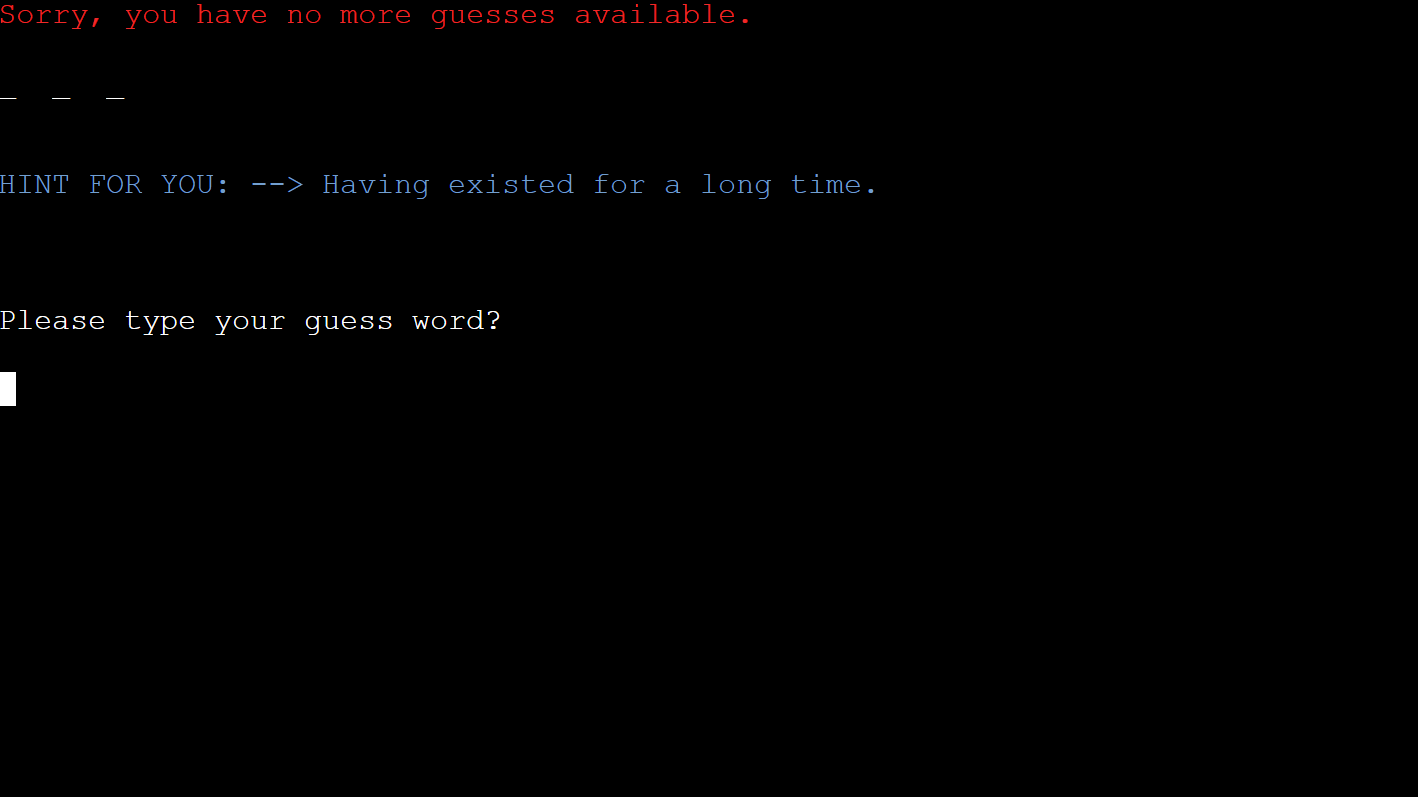 Sorry, you have no more guesses available.
_ _ _
HINT FOR YOU: --> Having existed for a long time.
Please type your guess word?